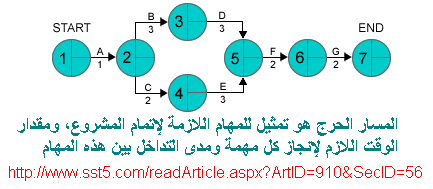 START
END
1
A
1
2
B
3
3
D
3
C
2
4
E
3
5
F
2
6
G
2
7
المسار الحرج هو تمثيل للمهام اللازمة لإتمام المشروع، ومقدار
الوقت اللازم لإنجاز كل مهمة ومدى التداخل بين هذه المهام
http://www.sst5.com/readArticle.aspx?ArtID=910&SecID=56